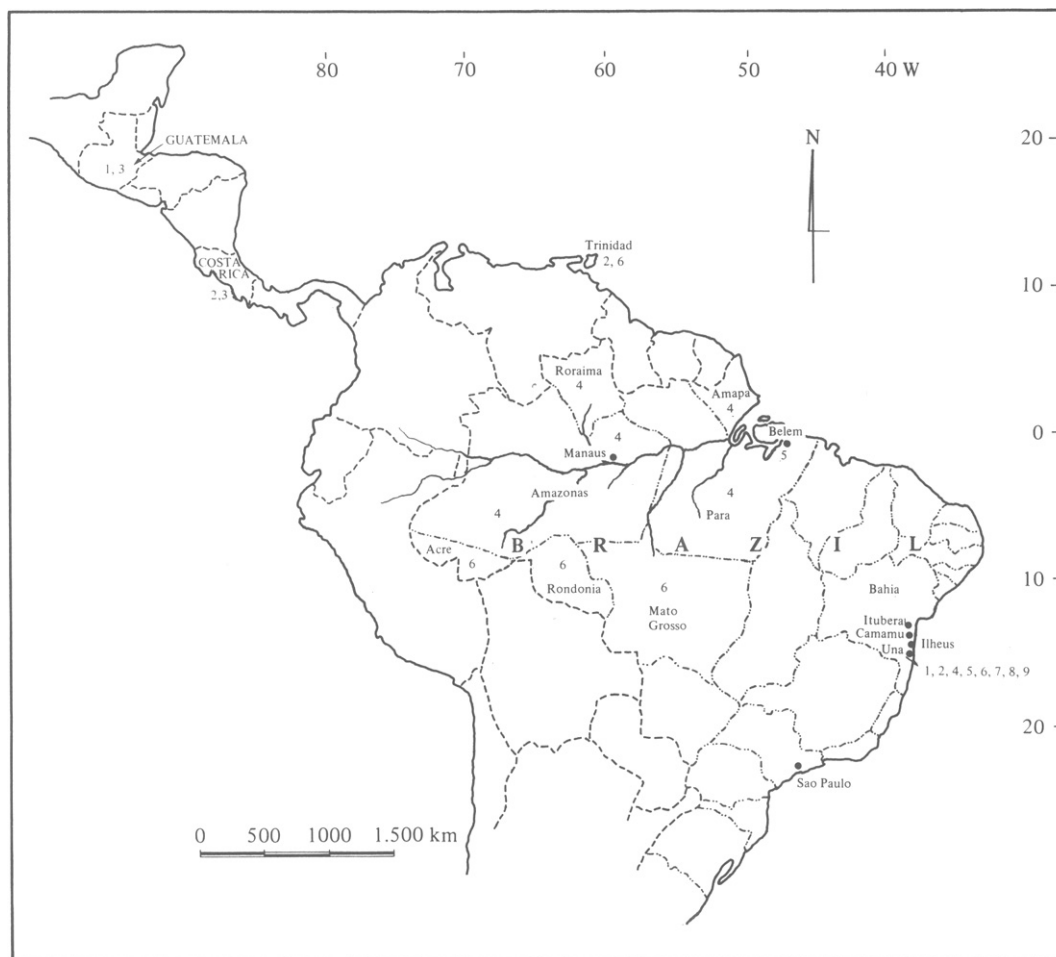 80 70 60 50 40 W
20
N
GUATEMALA
1, 3
Trinidad
2, 6
COSTA
RICA
2,3
10
Roraima
4
Amapa
4
0
Belem
5
4
Manaus
Amazonas
4
4
Para
B R A Z I L
Acre
6
6
Rondonia
6
Mato
Grosso
10
Bahia
Itubera
Camamu
Ilheus
Una
1, 2, 4, 5, 6, 7, 8, 9
20
Sao Paulo
0 500 1000 1.500 km